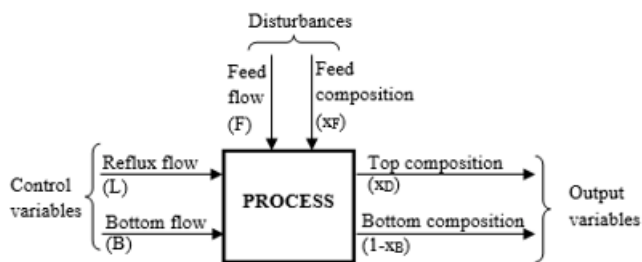 Disturbances
Feed flow (F)
Feed composition (xF)
Control variables
Reflux flow (L)
Bottom flow (B)
PROCESS
Top composition (xD)
Bottom composition (1-xB)
Output variables